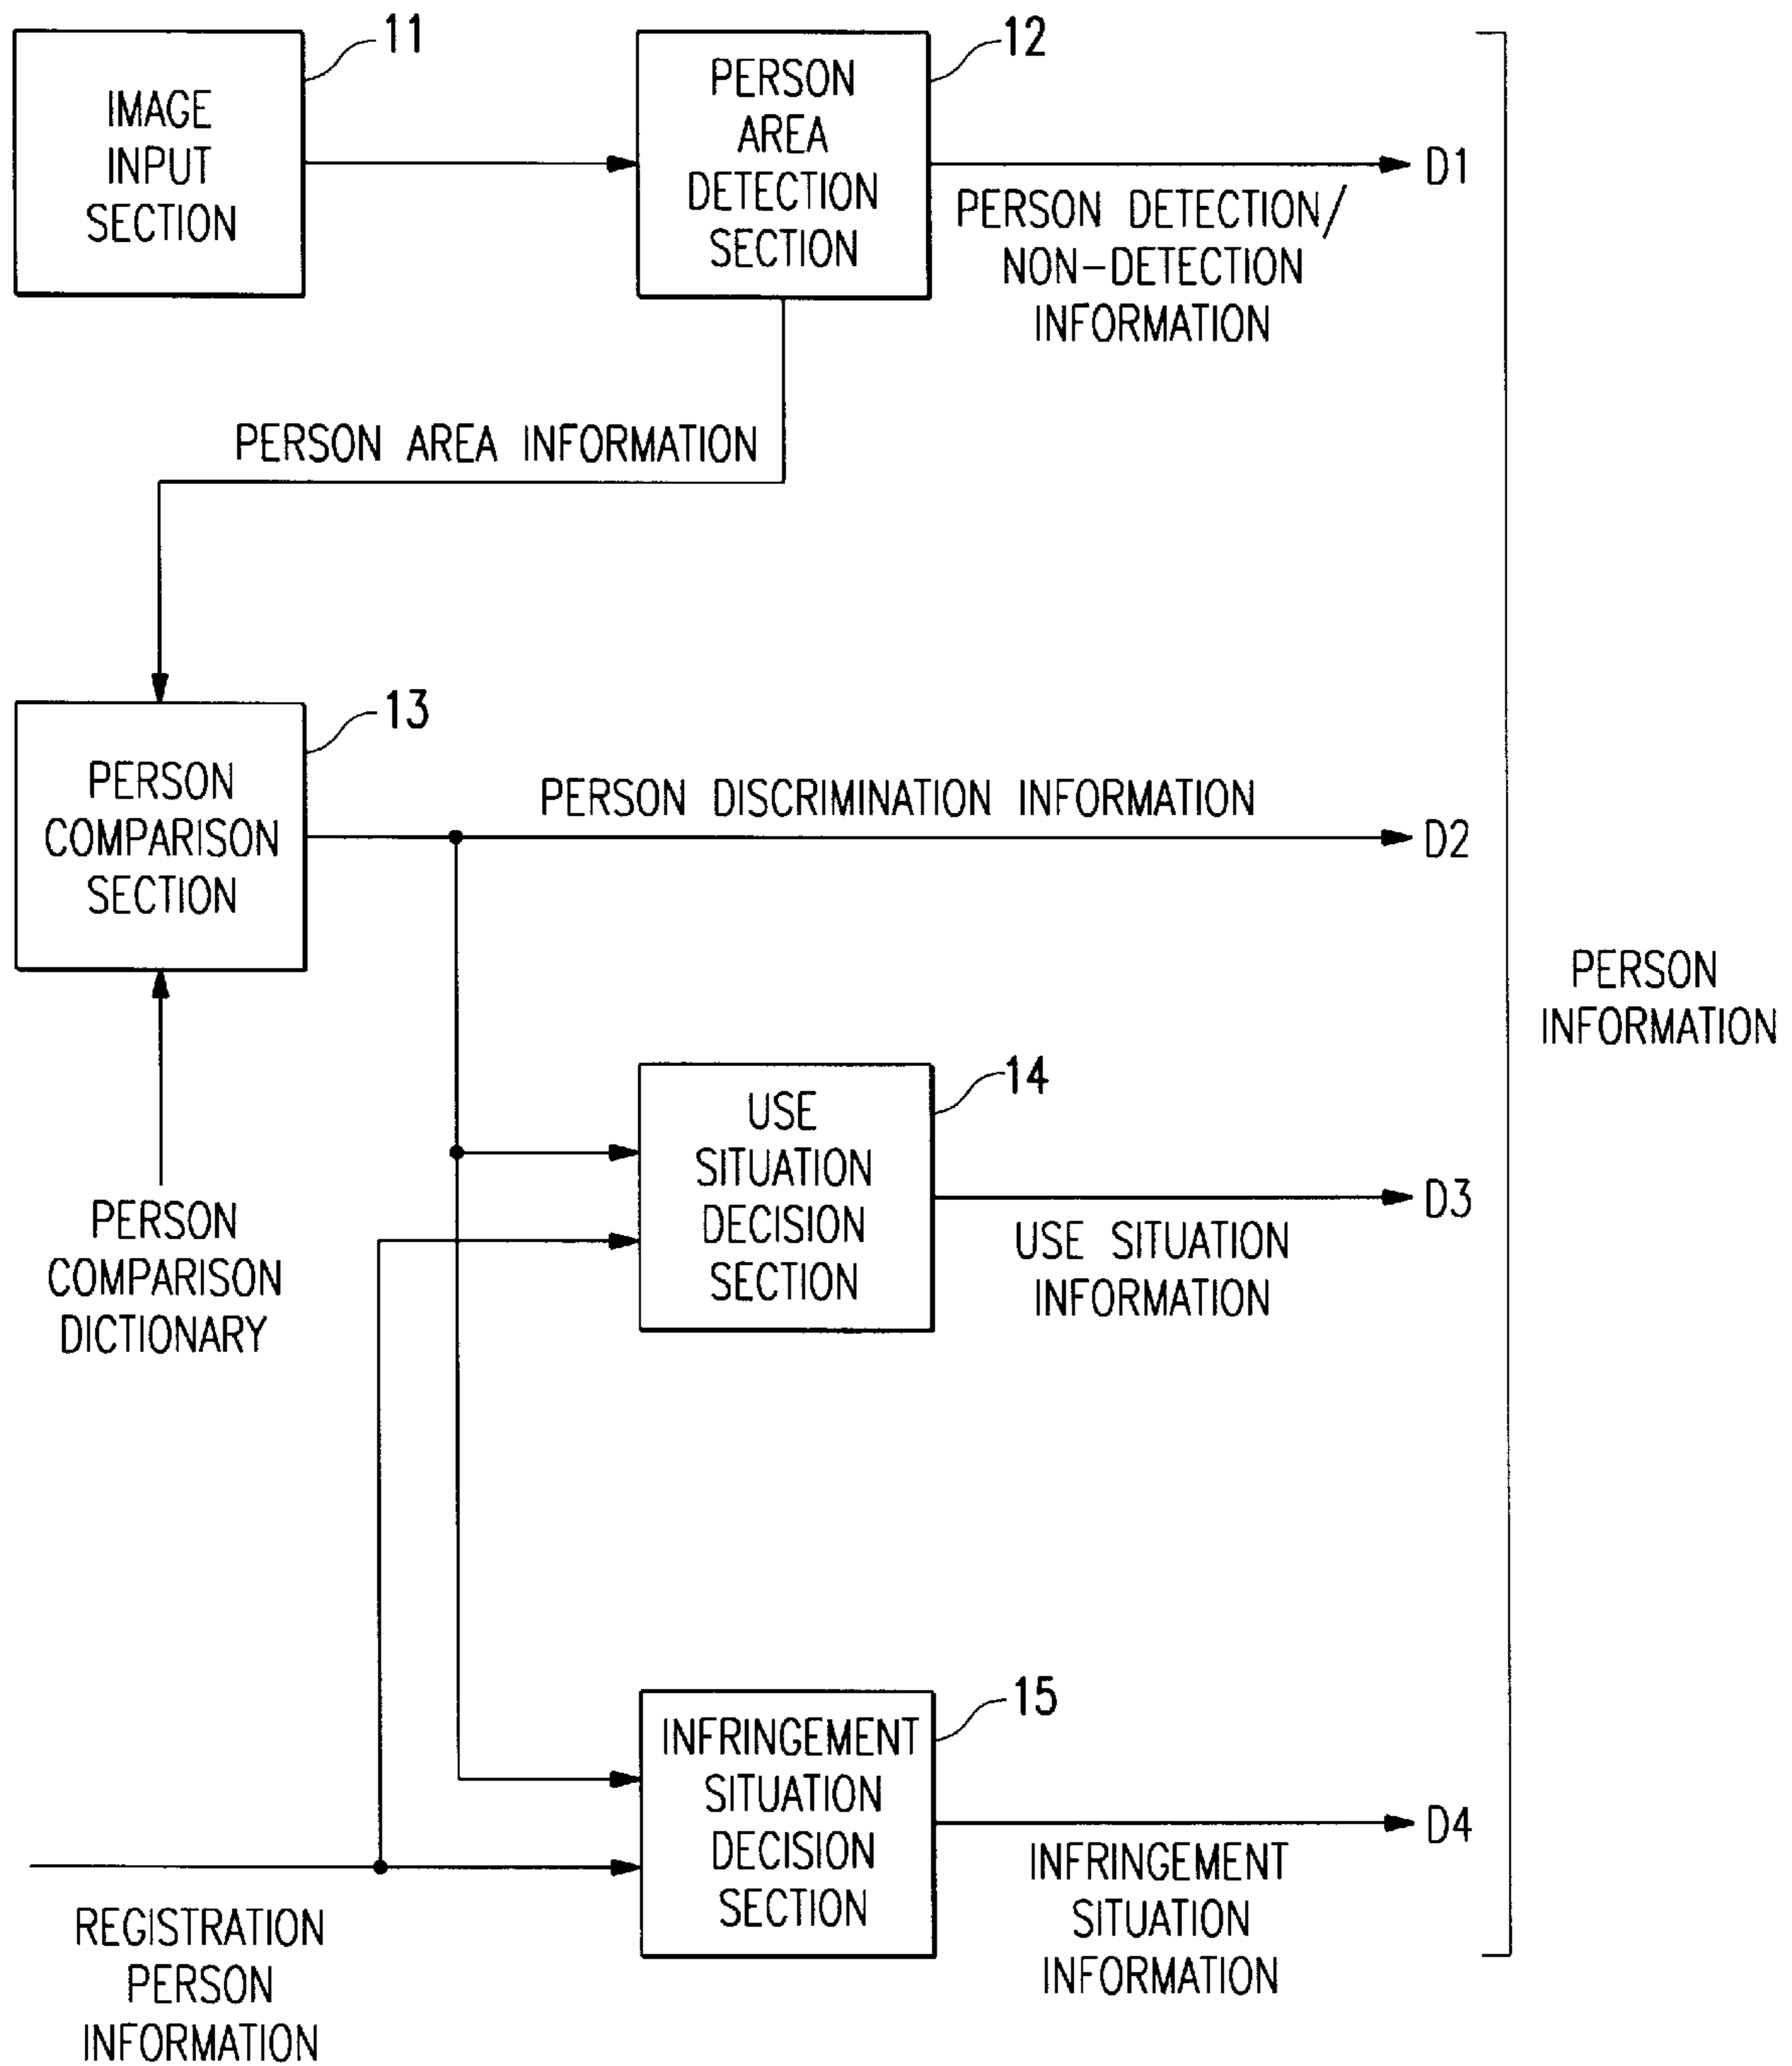 11
IMAGE
INPUT
SECTION
12
PERSON
AREA
DETECTION
SECTION
D1
PERSON DETECTION/
NON-DETECTION
INFORMATION
PERSON AREA INFORMATION
13
PERSON
COMPARISON
SECTION
PERSON DISCRIMINATION INFORMATION
D2
PERSON
INFORMATION
14
USE
SITUATION
DECISION
SECTION
D3
USE SITUATION
INFORMATION
PERSON
COMPARISON
DICTIONARY
15
INFRINGEMENT
SITUATION
DECISION
SECTION
D4
INFRINGEMENT
SITUATION
INFORMATION
REGISTRATION
PERSON
INFORMATION